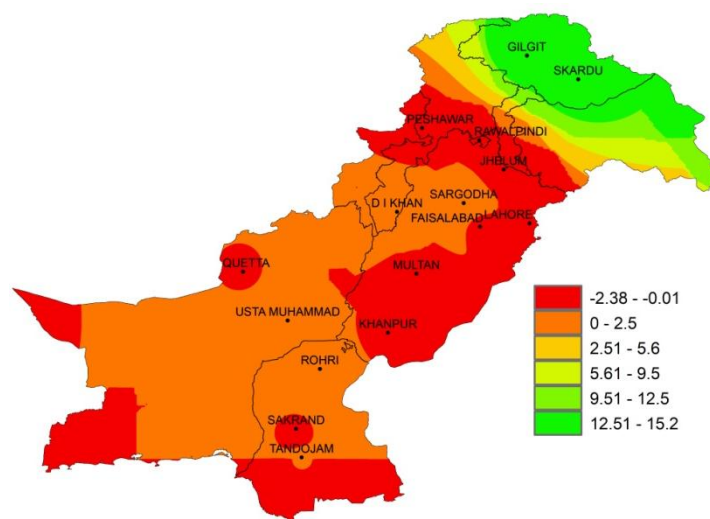 GILGIT
SKARDU
PESHAWAR
RAWALPINDI
JHELUM
SARGODHA
D I KHAN
FAISALABAD
LAHORE
QUETTA
MULTAN
USTA MUHAMMAD
KHANPUR
ROHRI
SAKRAND
TANDOJAM
-2.38 - -0.01
0 - 2.5
2.51 - 5.6
5.61 - 9.5
9.51 - 12.5
12.51 - 15.2